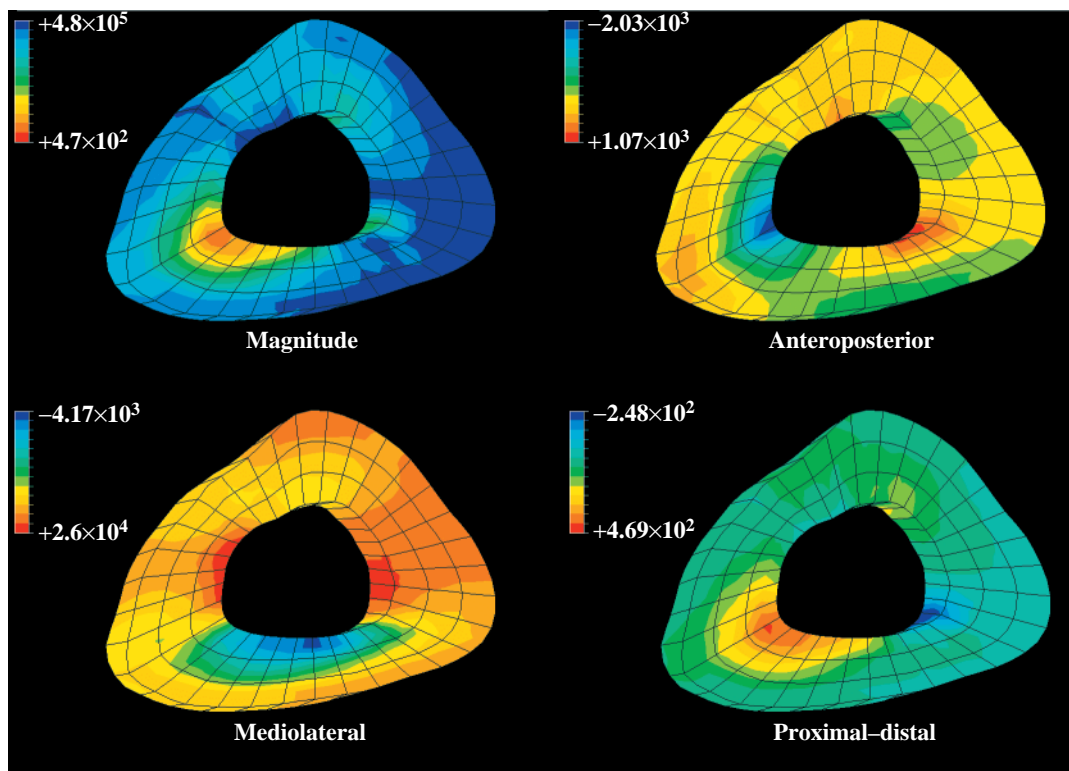 +4.8×10⁵
+4.7×10²
Magnitude
−2.03×10³
+1.07×10³
Anteroposterior
−4.17×10³
+2.6×10⁴
Mediolateral
−2.48×10²
+4.69×10²
Proximal–distal